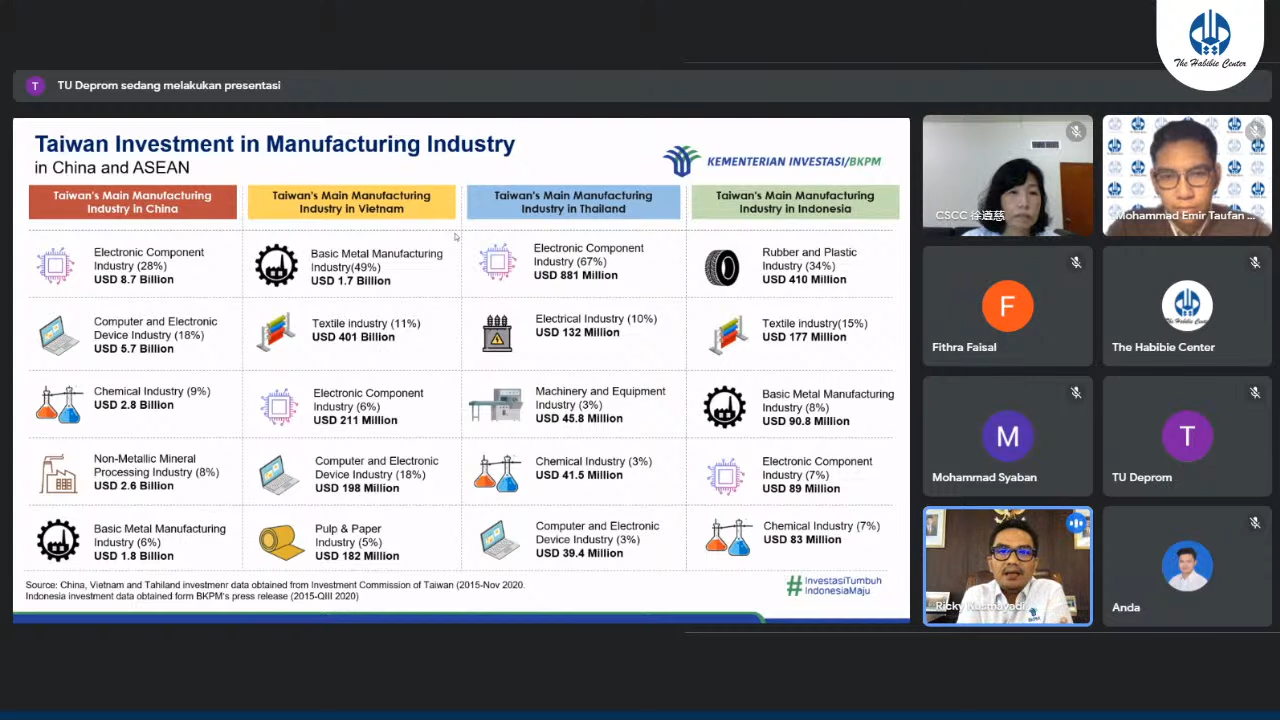 The Habibie Center
T
TU Deprom sedang melakukan presentasi
Taiwan Investment in Manufacturing Industry
in China and ASEAN
KEMENTERIAN INVESTASI/BKPM
Taiwan's Main Manufacturing
Industry in China
Electronic Component
Industry (28%)
USD 8.7 Billion
Computer and Electronic
Device Industry (18%)
USD 5.7 Billion
Chemical Industry (9%)
USD 2.8 Billion
Non-Metallic Mineral
Processing Industry (8%)
USD 2.6 Billion
Basic Metal Manufacturing
Industry (6%)
USD 1.8 Billion
Taiwan's Main Manufacturing
Industry in Vietnam
Basic Metal Manufacturing
Industry(49%)
USD 1.7 Billion
Textile industry (11%)
USD 401 Billion
Electronic Component
Industry (6%)
USD 211 Million
Computer and Electronic
Device Industry (18%)
USD 198 Million
Pulp & Paper
Industry (5%)
USD 182 Million
Taiwan's Main Manufacturing
Industry in Thailand
Electronic Component
Industry (67%)
USD 881 Million
Electrical Industry (10%)
USD 132 Million
Machinery and Equipment
Industry (3%)
USD 45.8 Million
Chemical Industry (3%)
USD 41.5 Million
Computer and Electronic
Device Industry (3%)
USD 39.4 Million
Taiwan's Main Manufacturing
Industry in Indonesia
Rubber and Plastic
Industry (34%)
USD 410 Million
Textile industry(15%)
USD 177 Million
Basic Metal Manufacturing
Industry (8%)
USD 90.8 Million
Electronic Component
Industry (7%)
USD 89 Million
Chemical Industry (7%)
USD 83 Million
Source: China, Vietnam and Tahiland investmenr data obtained from Investment Commission of Taiwan (2015-Nov 2020.
Indonesia investment data obtained form BKPM's press release (2015-QIII 2020)
#InvestasiTumbuh
IndonesiaMaju
CSCC 徐遵慈
Mohammad Emir Taufan ...
F
Fithra Faisal
The Habibie Center
The Habibie Center
M
Mohammad Syaban
T
TU Deprom
Ricky Kusmayadi
Anda